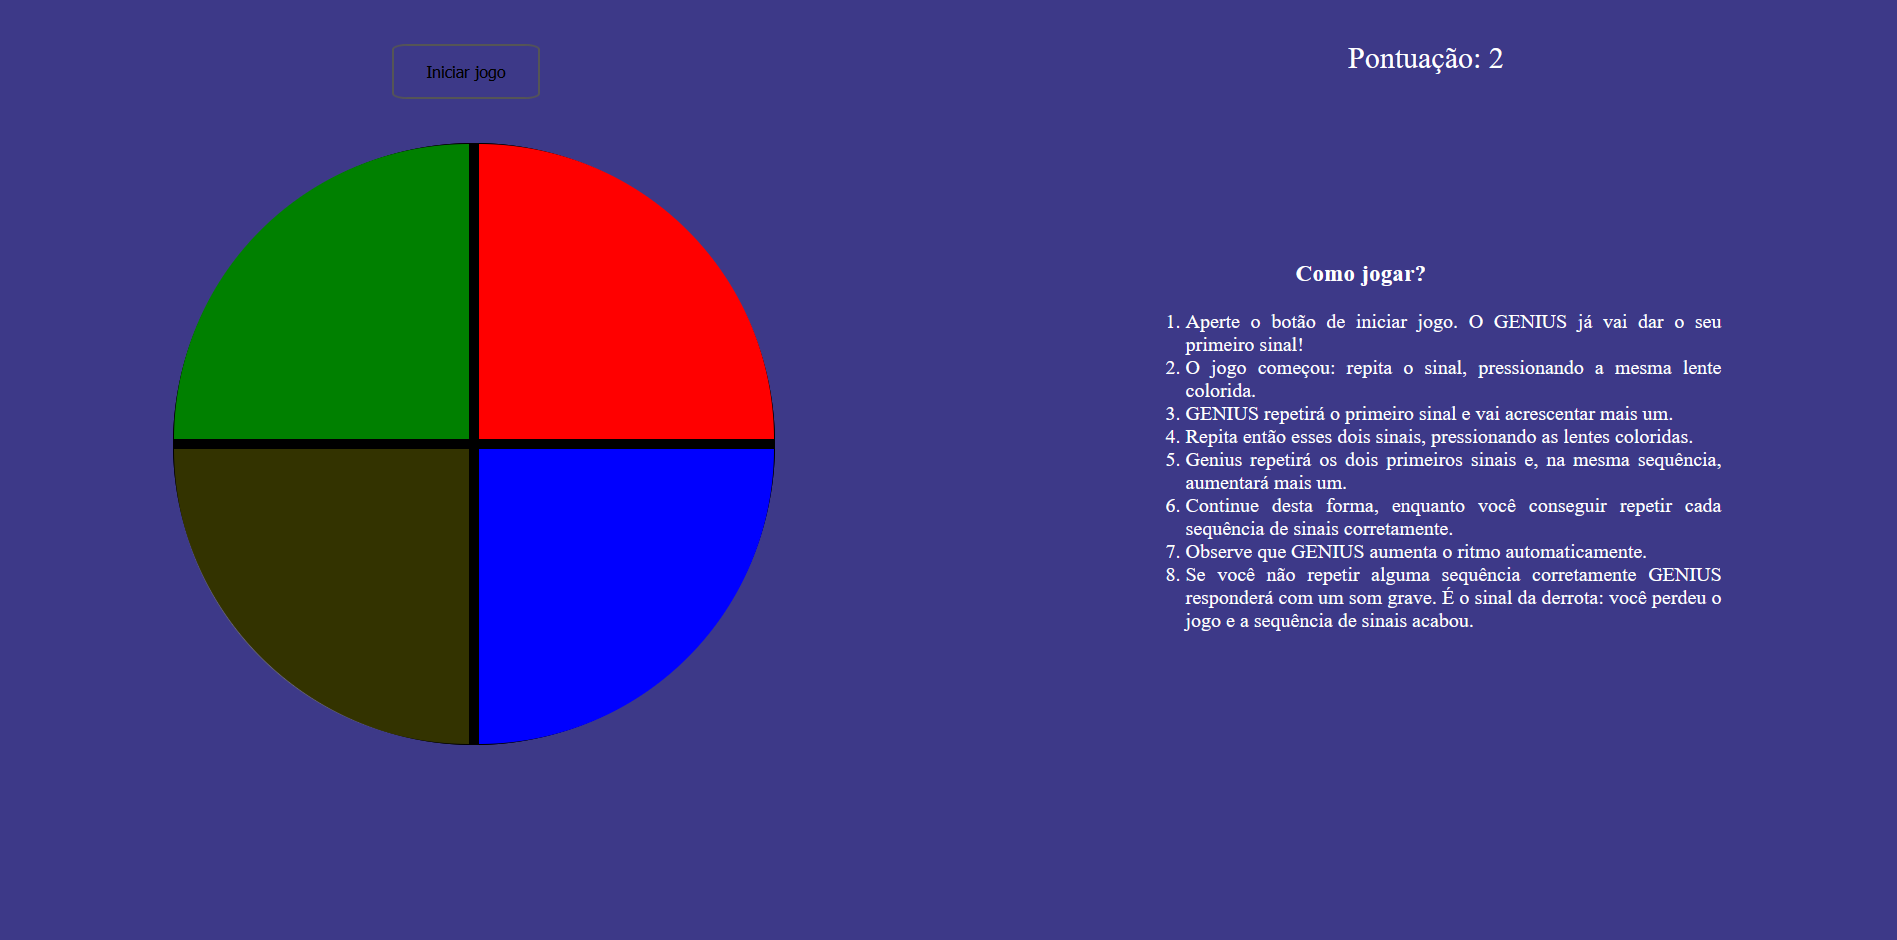 Iniciar jogo
Pontuação: 2
Como jogar?
1. Aperte o botão de iniciar jogo. O GENIUS já vai dar o seu
primeiro sinal!
2. O jogo começou: repita o sinal, pressionando a mesma lente
colorida.
3. GENIUS repetirá o primeiro sinal e vai acrescentar mais um.
4. Repita então esses dois sinais, pressionando as lentes coloridas.
5. Genius repetirá os dois primeiros sinais e, na mesma sequência,
aumentará mais um.
6. Continue desta forma, enquanto você conseguir repetir cada
sequência de sinais corretamente.
7. Observe que GENIUS aumenta o ritmo automaticamente.
8. Se você não repetir alguma sequência corretamente GENIUS
responderá com um som grave. É o sinal da derrota: você perdeu o
jogo e a sequência de sinais acabou.